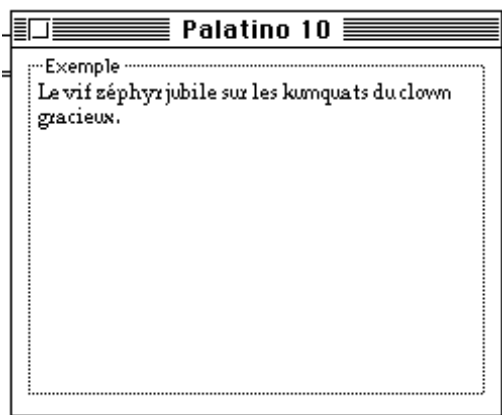 Palatino 10
Exemple
Le vif zéphyr jubile sur les kumquats du clown
gracieux.